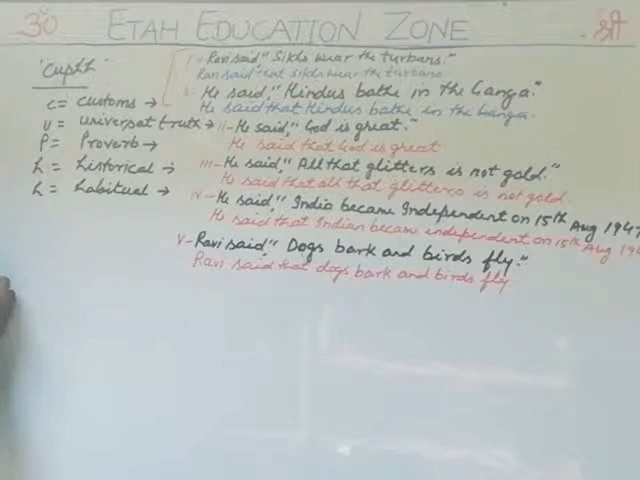 ॐ ETAH EDUCATION ZONE श्री
"Cuphh"
c = customs →
u = universal truth →
P = Proverb →
h = historical →
h = habitual →
i- Ravi said, "Sikhs wear the turbans."
Ravi said that Sikhs wear the turbans.
He said, "Hindus bathe in the Ganga."
He said that Hindus bathe in the Ganga.
ii- He said, "God is great."
He said that God is great
iii- He said, "All that glitters is not gold."
He said that all that glitters is not gold.
iv- He said, "India became Independent on 15th Aug 1947
He said that Indian became independent on 15th Aug 194
v- Ravi said, "Dogs bark and birds fly."
Ravi said that dogs bark and birds fly